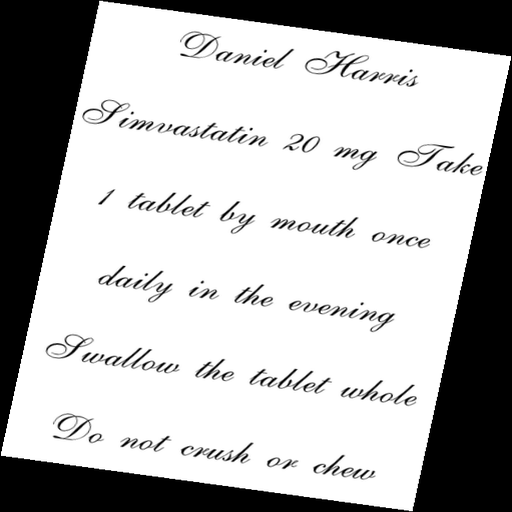 Daniel Harris
Simvastatin 20 mg Take
1 tablet by mouth once
daily in the evening
Swallow the tablet whole
Do not crush or chew